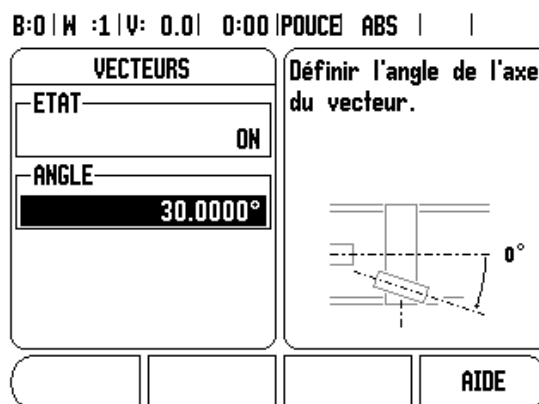 B:0 | W :1 | V: 0.0 | 0:00 | POUCE | ABS | |
VECTEURS
ETAT
ON
ANGLE
30.0000°
Définir l'angle de l'axe
du vecteur.
0°
AIDE